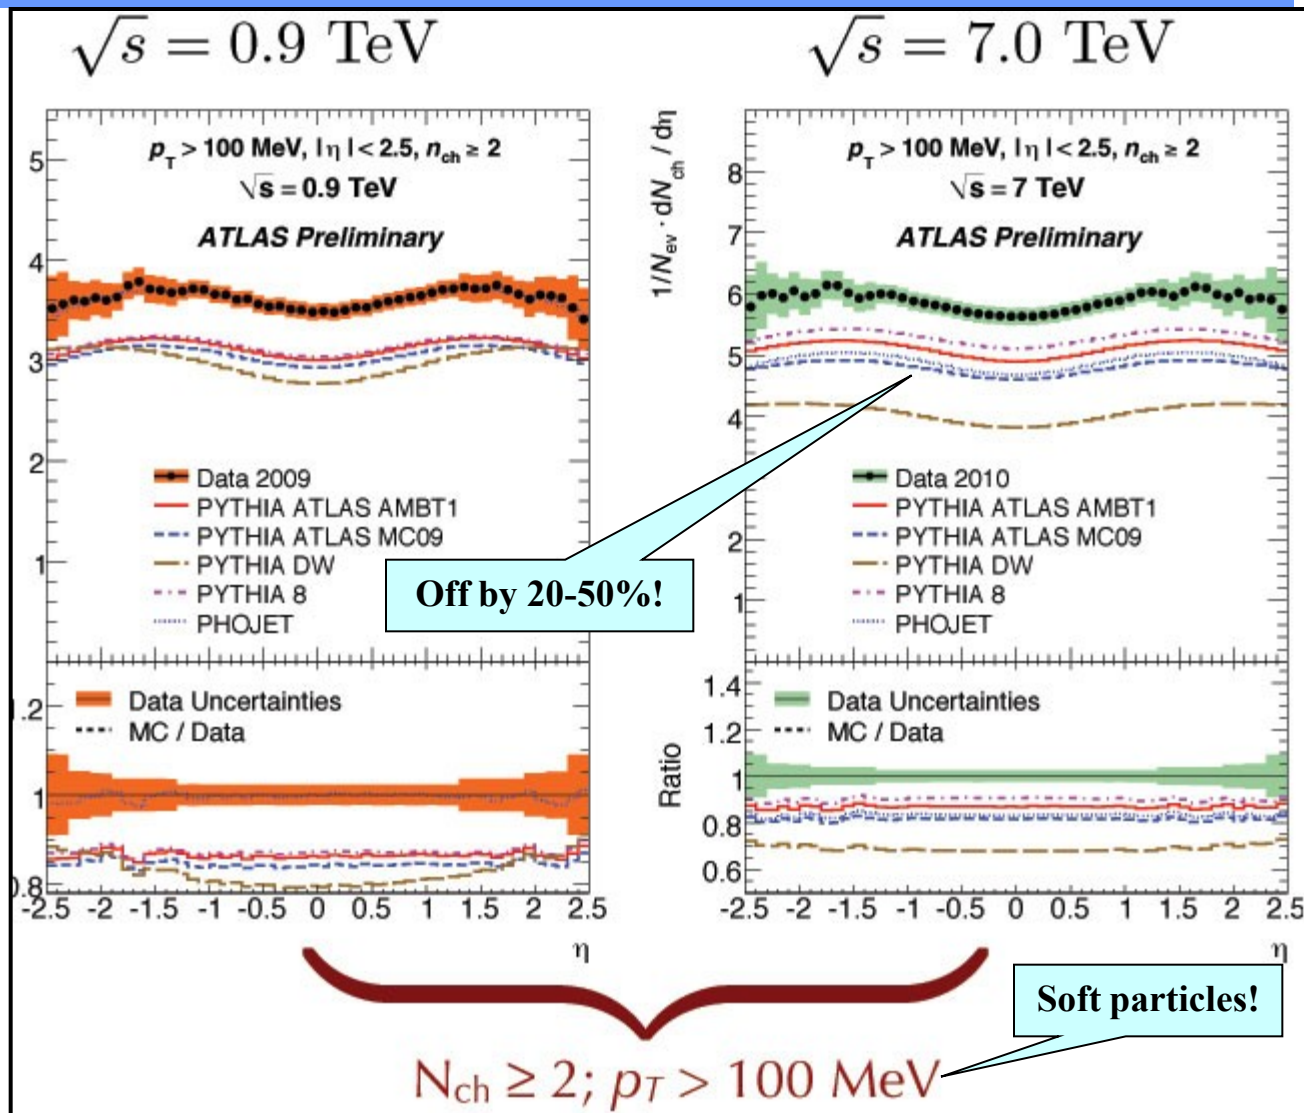 √s = 0.9 TeV
√s = 7.0 TeV
p_T > 100 MeV, | η | < 2.5, n_ch ≥ 2
√s = 0.9 TeV
ATLAS Preliminary
5
4
3
2
1
Data 2009
PYTHIA ATLAS AMBT1
PYTHIA ATLAS MC09
PYTHIA DW
PYTHIA 8
PHOJET
Data Uncertainties
MC / Data
.2
1
0.8
-2.5 -2 -1.5 -1 -0.5 0 0.5 1 1.5 2 2.5
η
1/N_ev · dN_ch / dη
p_T > 100 MeV, | η | < 2.5, n_ch ≥ 2
√s = 7 TeV
ATLAS Preliminary
8
7
6
5
4
2
1
Data 2010
PYTHIA ATLAS AMBT1
PYTHIA ATLAS MC09
PYTHIA DW
PYTHIA 8
PHOJET
Off by 20-50%!
Ratio
Data Uncertainties
MC / Data
1.4
1.2
1
0.8
0.6
-2.5 -2 -1.5 -1 -0.5 0 0.5 1 1.5 2 2.5
η
Soft particles!
N_ch ≥ 2; p_T > 100 MeV